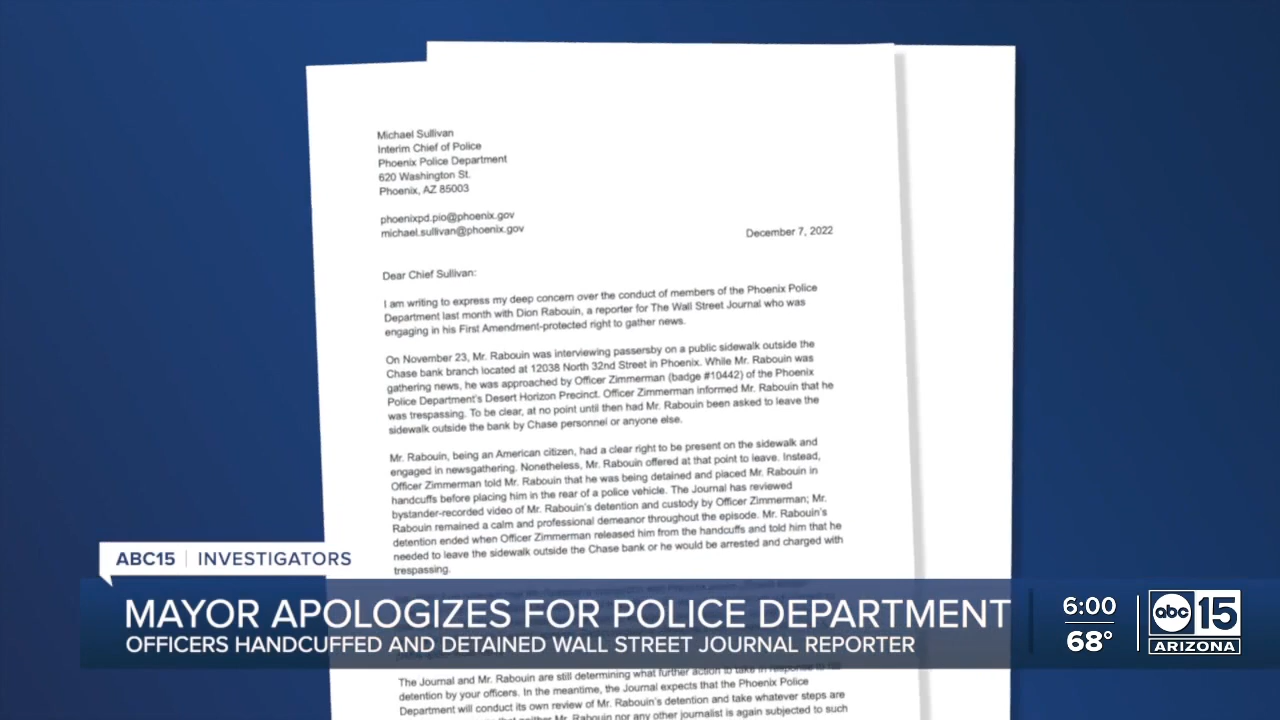 Michael Sullivan
Interim Chief of Police
Phoenix Police Department
620 Washington St.
Phoenix, AZ 85003
phoenixpd.pio@phoenix.gov
michael.sullivan@phoenix.gov
December 7, 2022
Dear Chief Sullivan:
I am writing to express my deep concern over the conduct of members of the Phoenix Police
Department last month with Dion Rabouin, a reporter for The Wall Street Journal who was
engaging in his First Amendment-protected right to gather news.
On November 23, Mr. Rabouin was interviewing passersby on a public sidewalk outside the
Chase bank branch located at 12038 North 32nd Street in Phoenix. While Mr. Rabouin was
gathering news, he was approached by Officer Zimmerman (badge #10442) of the Phoenix
Police Department's Desert Horizon Precinct. Officer Zimmerman informed Mr. Rabouin that he
was trespassing. To be clear, at no point until then had Mr. Rabouin been asked to leave the
sidewalk outside the bank by Chase personnel or anyone else.
Mr. Rabouin, being an American citizen, had a clear right to be present on the sidewalk and
engaged in newsgathering. Nonetheless, Mr. Rabouin offered at that point to leave. Instead,
Officer Zimmerman told Mr. Rabouin that he was being detained and placed Mr. Rabouin in
handcuffs before placing him in the rear of a police vehicle. The Journal has reviewed
bystander-recorded video of Mr. Rabouin's detention and custody by Officer Zimmerman; Mr.
Rabouin remained a calm and professional demeanor throughout the episode. Mr. Rabouin's
detention ended when Officer Zimmerman released him from the handcuffs and told him that he
needed to leave the sidewalk outside the Chase bank or he would be arrested and charged with
trespassing.
ABC15 | INVESTIGATORS
MAYOR APOLOGIZES FOR POLICE DEPARTMENT
OFFICERS HANDCUFFED AND DETAINED WALL STREET JOURNAL REPORTER
6:00
68°
abc 15
ARIZONA
The Journal and Mr. Rabouin are still determining what further action to take in response to
detention by your officers. In the meantime, the Journal expects that the Phoenix Police
Department will conduct its own review of Mr. Rabouin's detention and take whatever steps are
that neither Mr. Rabouin nor any other journalist is again subjected to such